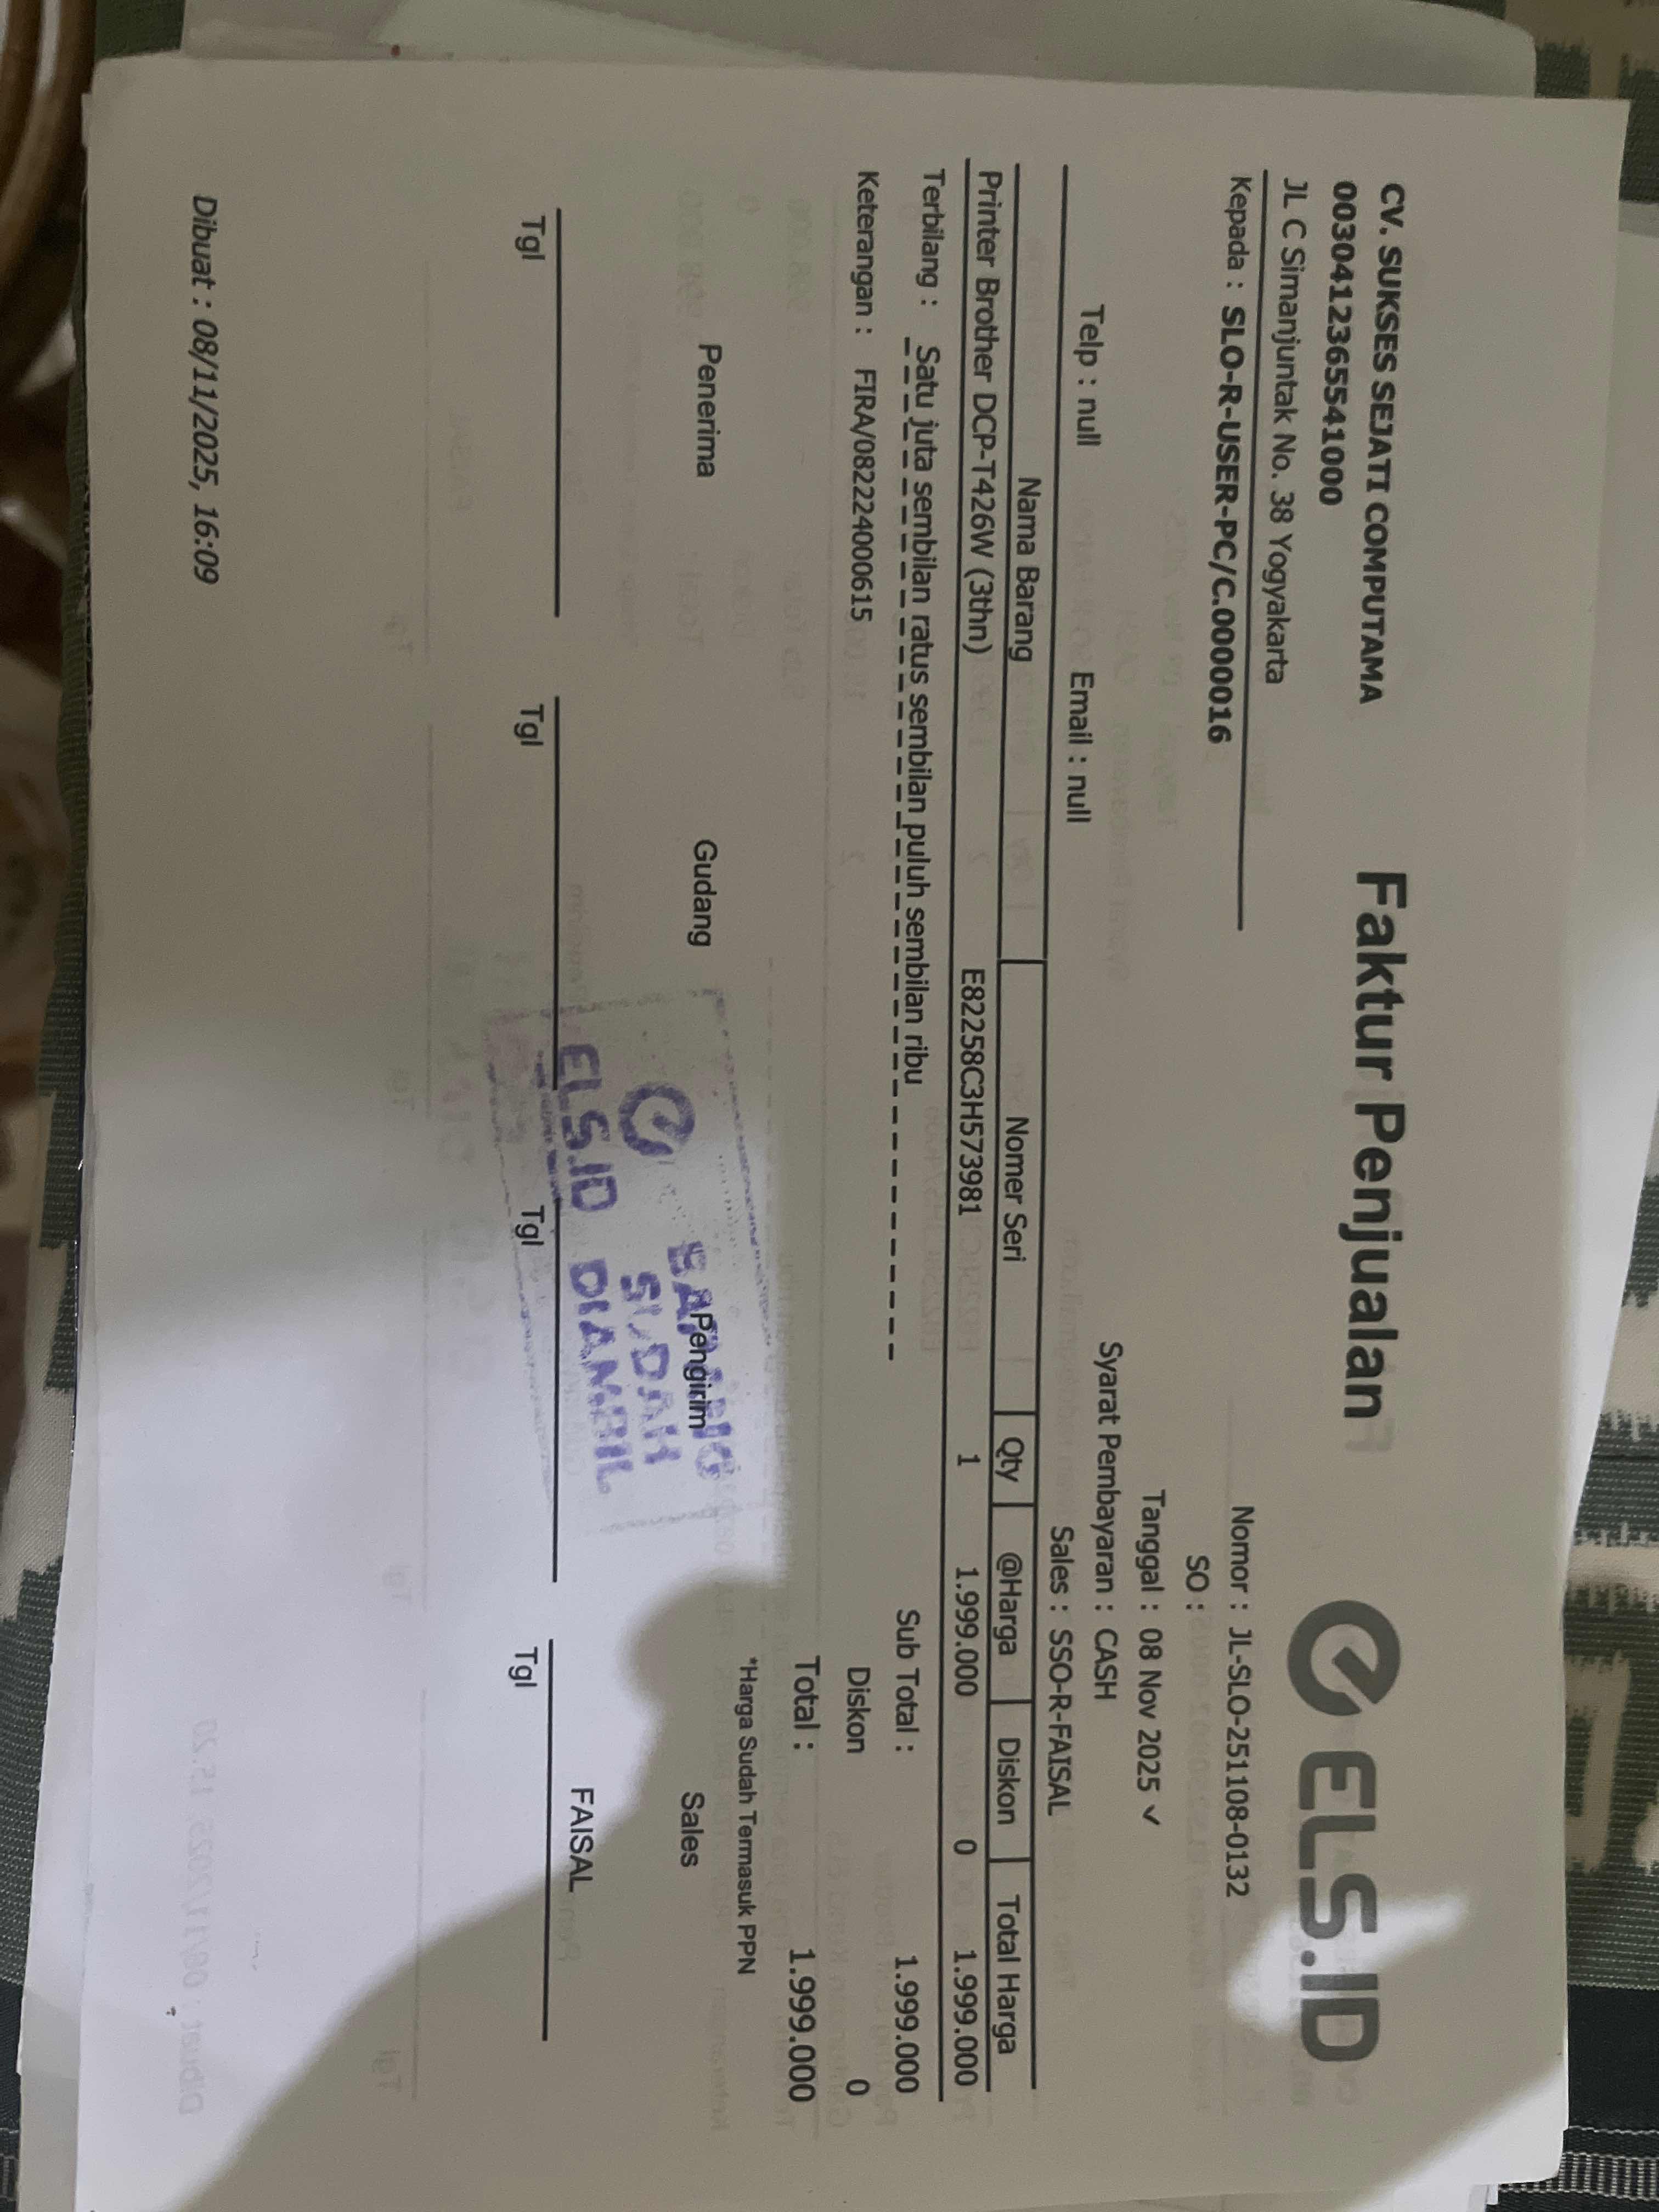 CV. SUKSES SEJATI COMPUTAMA
0030412365541000
JL C Simanjuntak No. 38 Yogyakarta
Kepada : SLO-R-USER-PC/C.0000016
Telp : null Email : null
Faktur Penjualan
ELS.ID
Nomor : JL-SLO-251108-0132
SO :
Tanggal : 08 Nov 2025 ✓
Syarat Pembayaran : CASH
Sales : SSO-R-FAISAL
Nama Barang Nomer Seri Qty @Harga Diskon Total Harga
Printer Brother DCP-T426W (3thn) E82258C3H573981 1 1.999.000 0 1.999.000
Terbilang : Satu juta sembilan ratus sembilan puluh sembilan ribu
Sub Total : 1.999.000
Keterangan : FIRA/082224000615
Diskon 0
Total : 1.999.000
*Harga Sudah Termasuk PPN
Penerima Gudang Pengirim Sales
BARANG
SUDAH
ELS.ID DIAMBIL
FAISAL
Tgl Tgl Tgl Tgl
Dibuat : 08/11/2025, 16:09